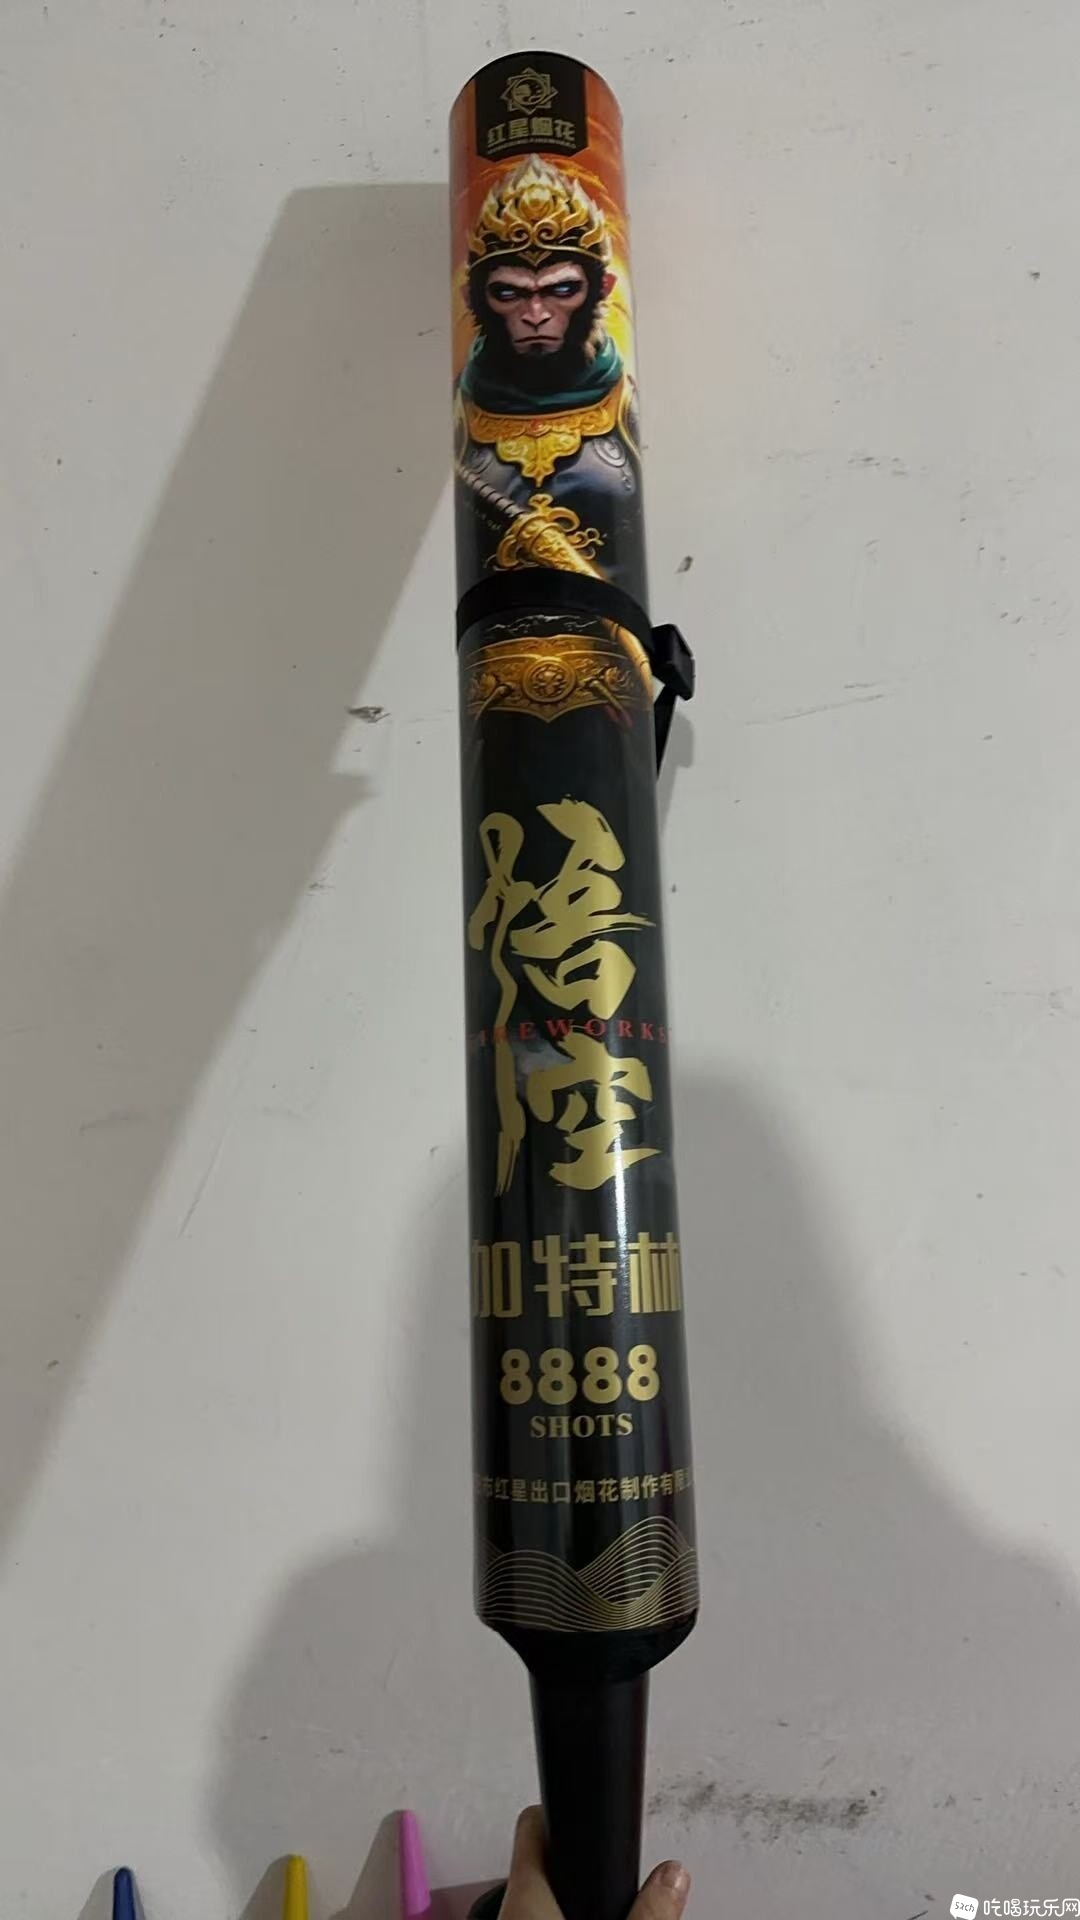 红星烟花
悟
FIREWORKS
空
加特林
8888
SHOTS
市红星出口烟花制作有限
52ch 吃喝玩乐网